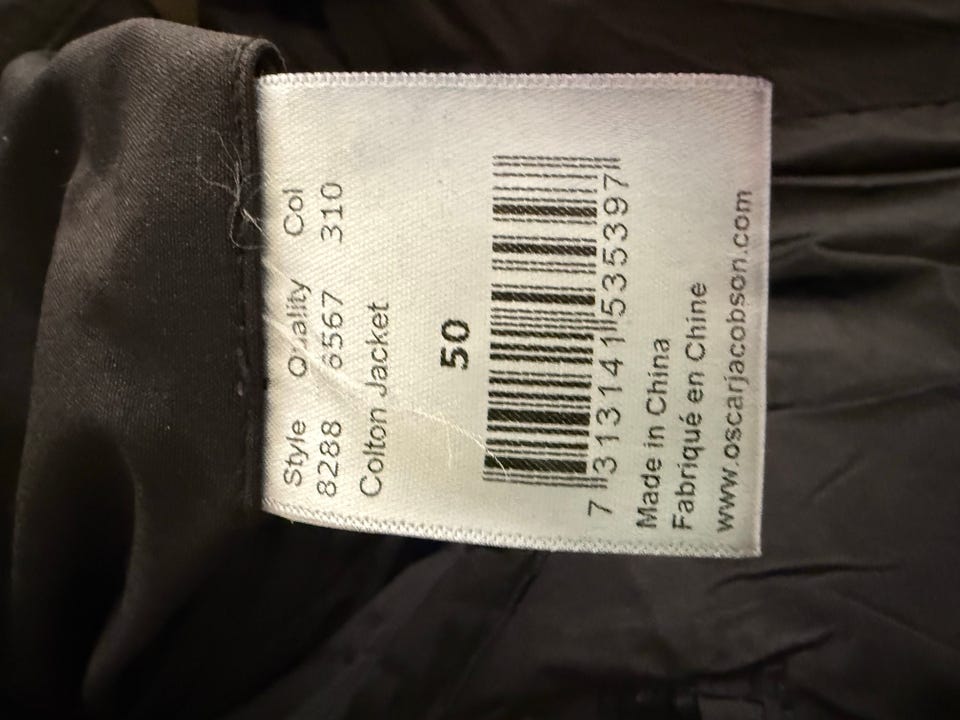 Style Quality Col
8288 6567 310
Colton Jacket
50
7 313141 535397
Made in China
Fabriqué en Chine
www.oscarjacobson.com